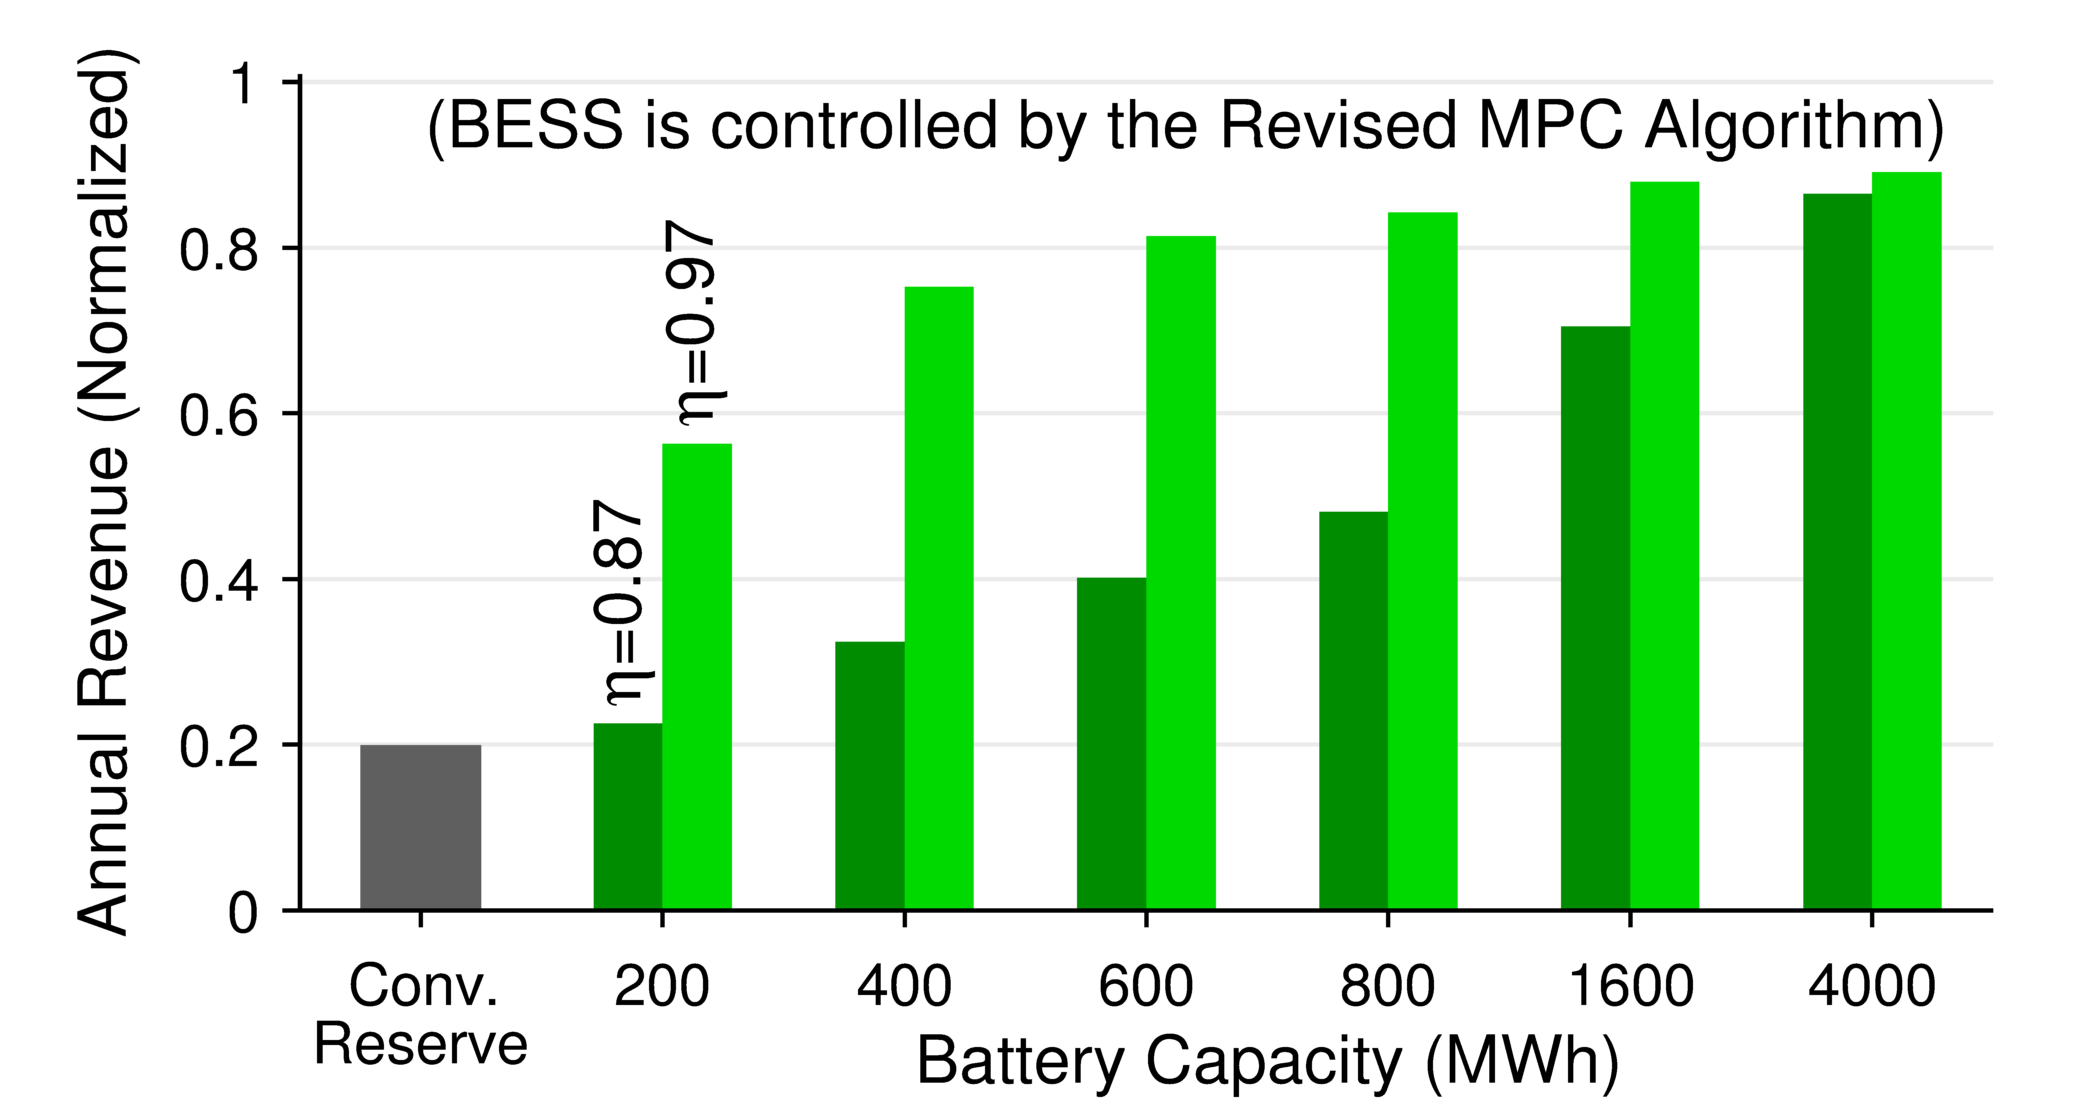 Annual Revenue (Normalized)
1
0.8
0.6
0.4
0.2
0
(BESS is controlled by the Revised MPC Algorithm)
η=0.87
η=0.97
Conv.
Reserve
200
400
600
800
1600
4000
Battery Capacity (MWh)